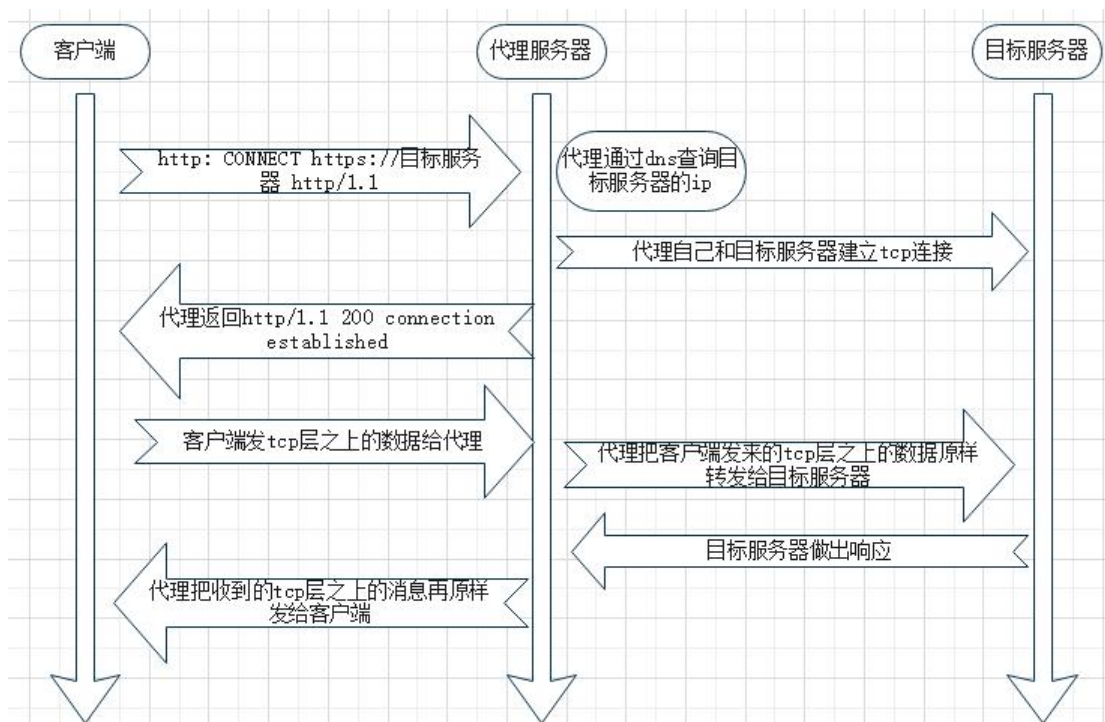 客户端
代理服务器
目标服务器
http: CONNECT https://目标服务
器 http/1.1
代理通过dns查询目
标服务器的ip
代理自己和目标服务器建立tcp连接
代理返回http/1.1 200 connection
established
客户端发tcp层之上的数据给代理
代理把客户端发来的tcp层之上的数据原样
转发给目标服务器
目标服务器做出响应
代理把收到的tcp层之上的消息再原样
发给客户端